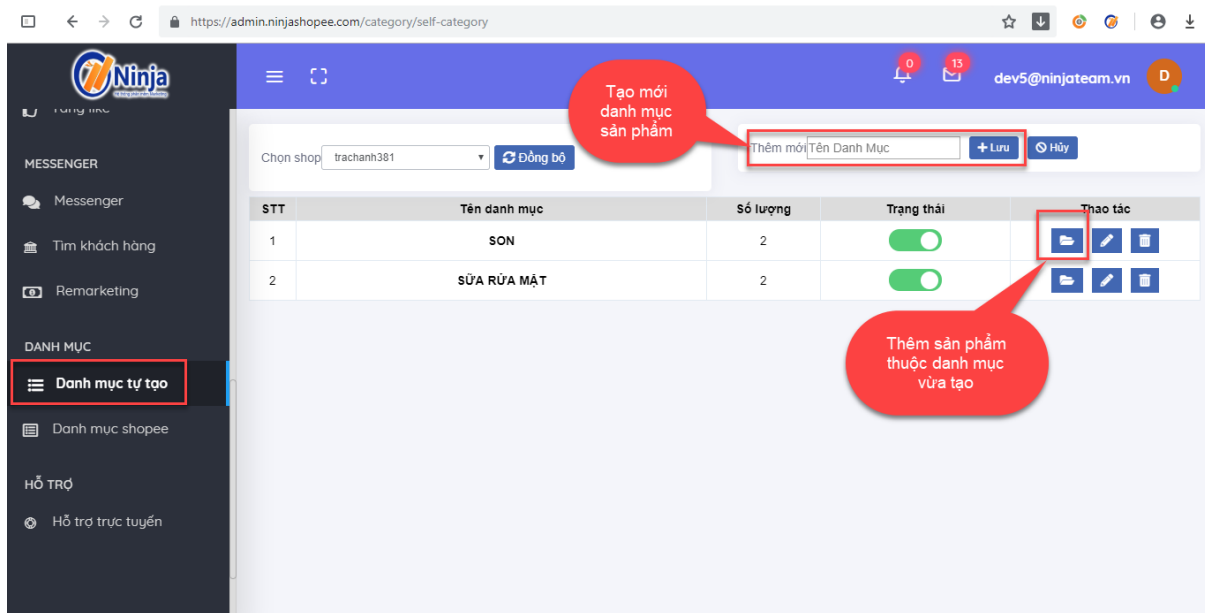 https://admin.ninjashopee.com/category/self-category
Ninja
0
13
dev5@ninjateam.vn
D
Tăng like
MESSENGER
Messenger
Tìm khách hàng
Remarketing
DANH MỤC
Danh mục tự tạo
Danh mục shopee
HỖ TRỢ
Hỗ trợ trực tuyến
Tạo mới
danh mục
sản phẩm
Chọn shop trachanh381 Đồng bộ
Thêm mới Tên Danh Mục Lưu Hủy
STT Tên danh mục Số lượng Trạng thái Thao tác
1 SON 2
2 SỮA RỬA MẶT 2
Thêm sản phẩm
thuộc danh mục
vừa tạo